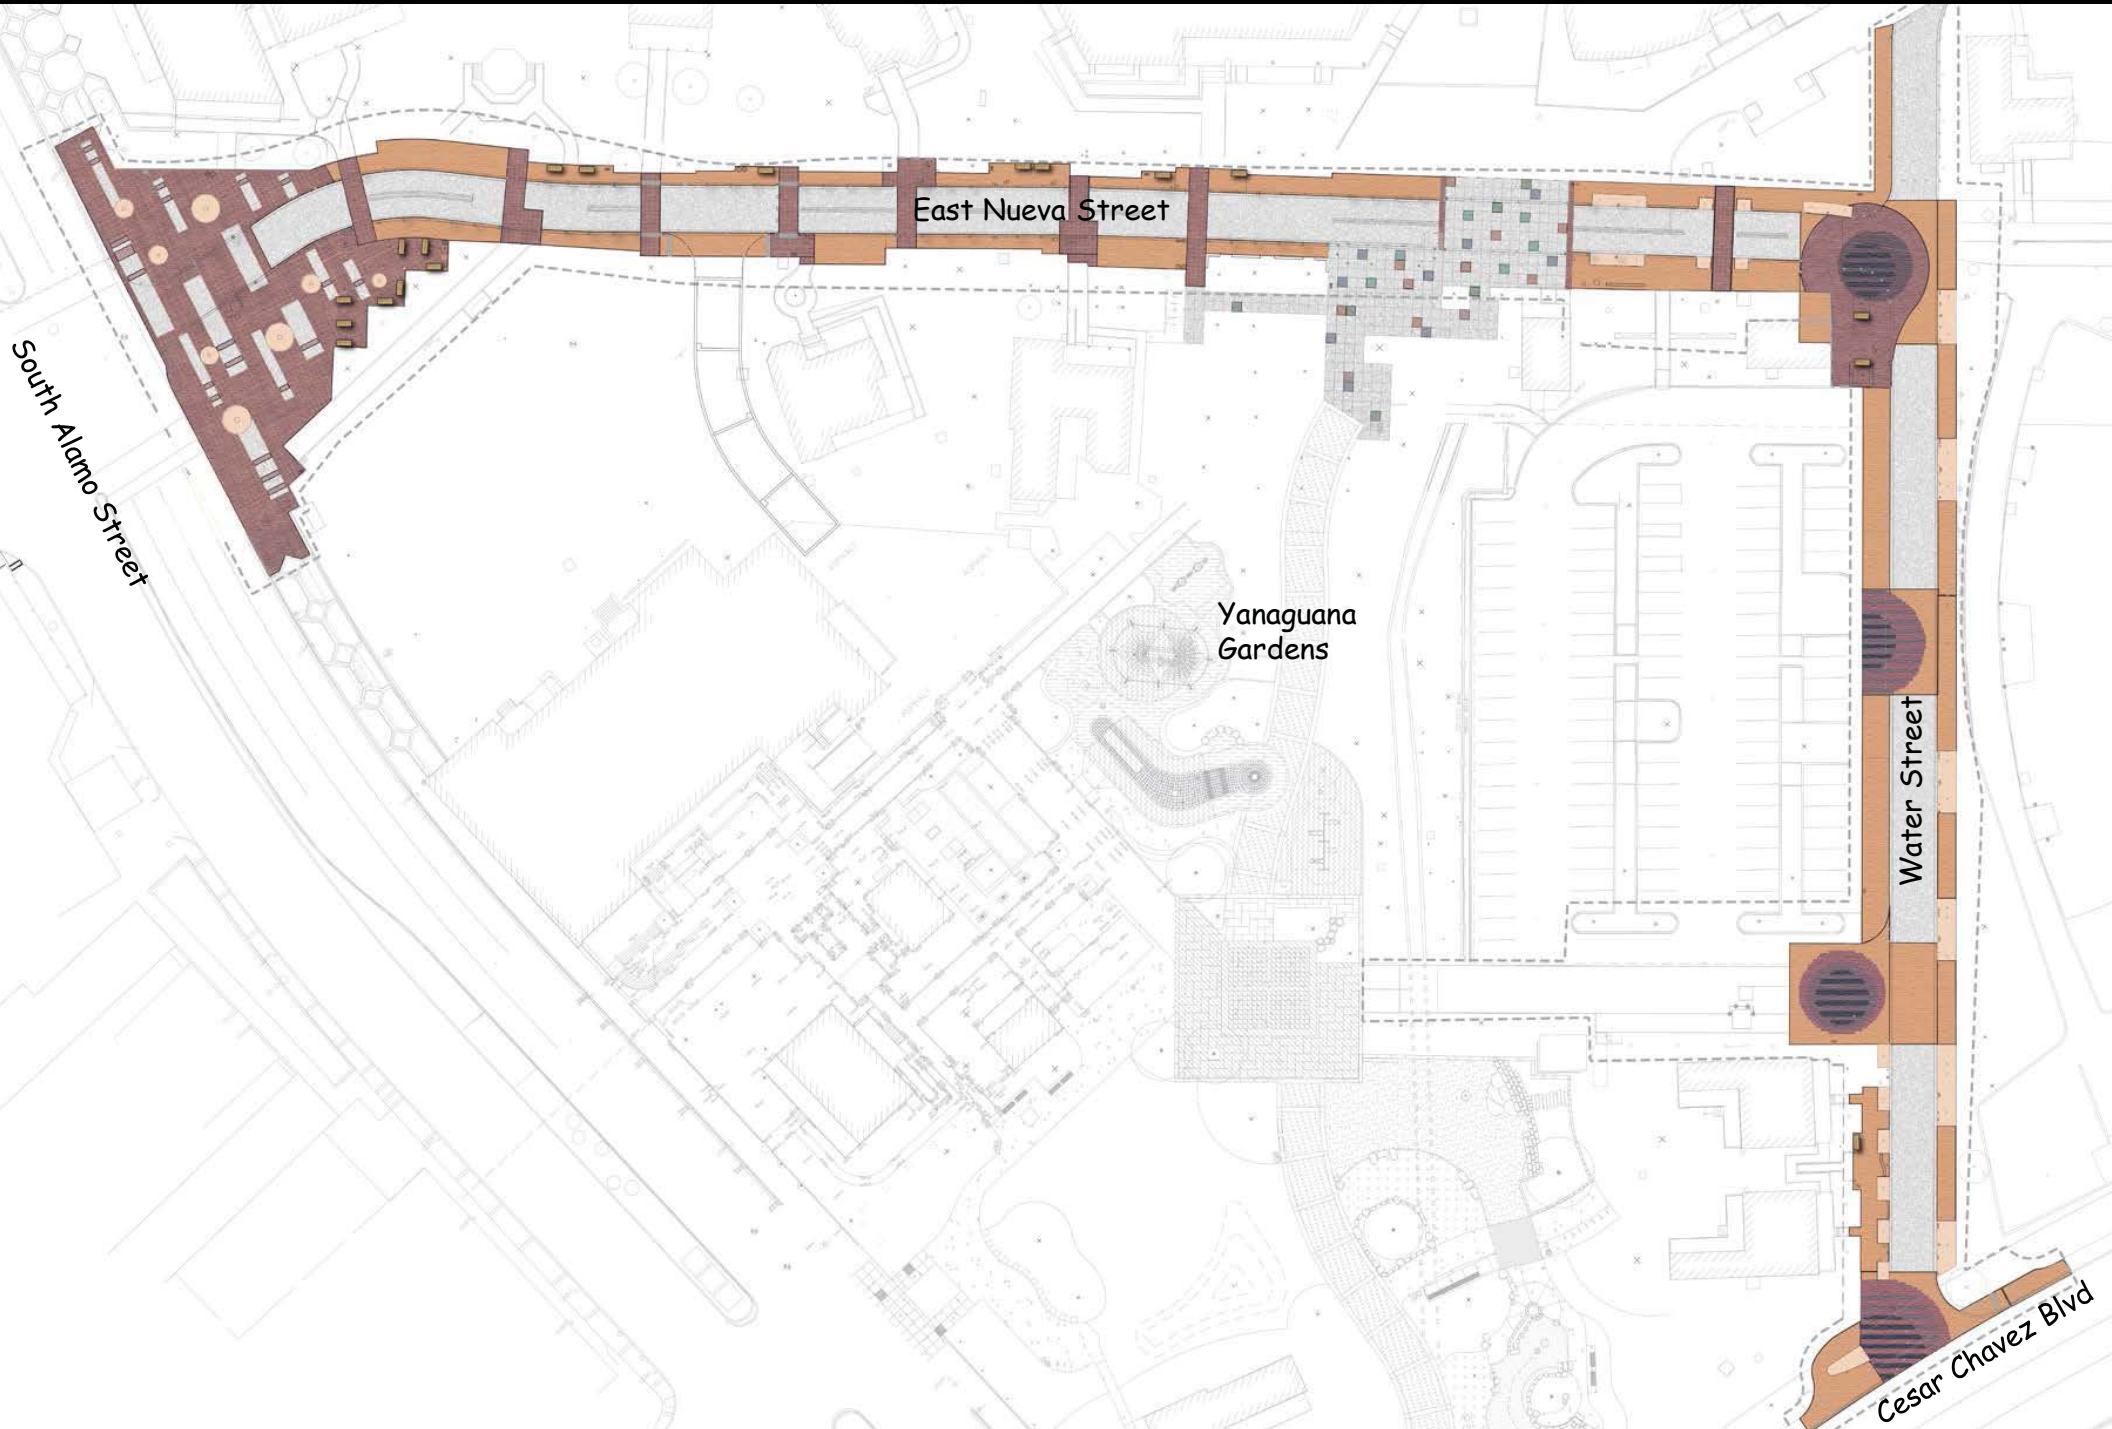 East Nueva Street
South Alamo Street
Yanaguana
Gardens
Water Street
Cesar Chavez Blvd